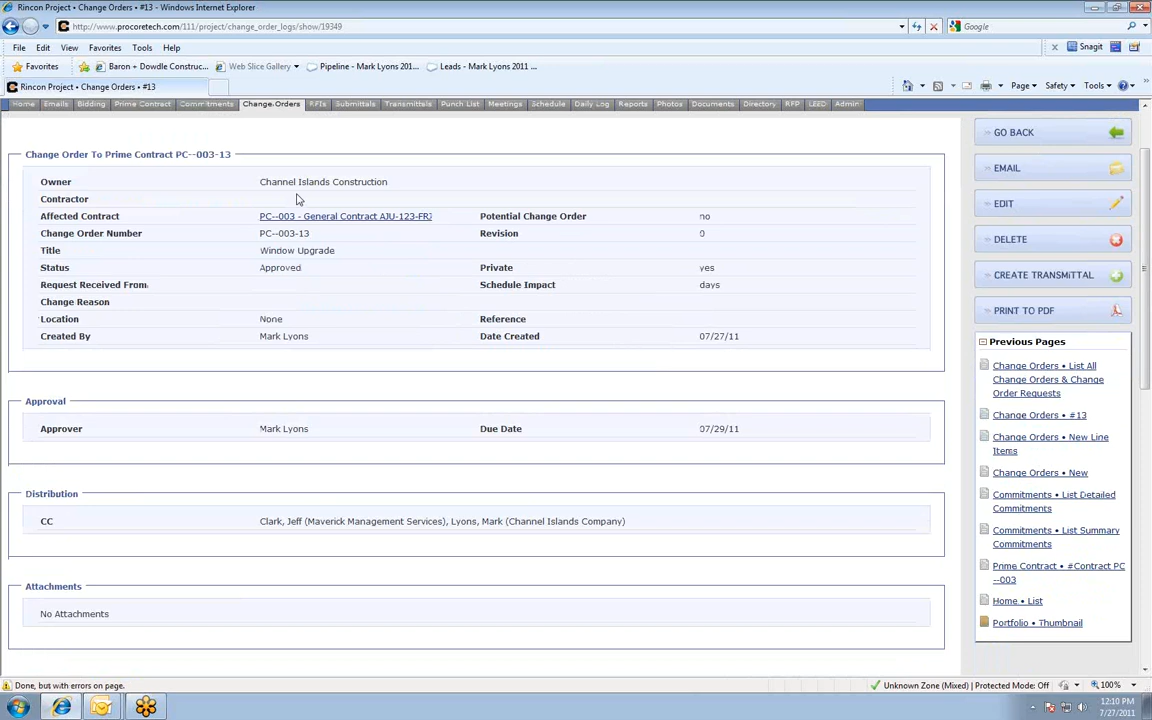 Rincon Project • Change Orders • #13 - Windows Internet Explorer
http://www.procoretech.com/111/project/change_order_logs/show/19349
Google
File Edit View Favorites Tools Help
Snagit
Favorites Baron + Dowdle Construc... Web Slice Gallery Pipeline - Mark Lyons 201... Leads - Mark Lyons 2011 ...
Rincon Project • Change Orders • #13
Page Safety Tools
Home Emails Bidding Prime Contract Commitments Change Orders RFIs Submittals Transmittals Punch List Meetings Schedule Daily Log Reports Photos Documents Directory RFP LEED Admin
Change Order To Prime Contract PC--003-13
Owner Channel Islands Construction
Contractor
Affected Contract PC--003 - General Contract AJU-123-FR2 Potential Change Order no
Change Order Number PC--003-13 Revision 0
Title Window Upgrade
Status Approved Private yes
Request Received From: Schedule Impact days
Change Reason
Location None Reference
Created By Mark Lyons Date Created 07/27/11
Approval
Approver Mark Lyons Due Date 07/29/11
Distribution
CC Clark, Jeff (Maverick Management Services), Lyons, Mark (Channel Islands Company)
Attachments
No Attachments
GO BACK
EMAIL
EDIT
DELETE
CREATE TRANSMITTAL
PRINT TO PDF
Previous Pages
Change Orders • List All
Change Orders & Change
Order Requests
Change Orders • #13
Change Orders • New Line
Items
Change Orders • New
Commitments • List Detailed
Commitments
Commitments • List Summary
Commitments
Prime Contract • #Contract PC
--003
Home • List
Portfolio • Thumbnail
Done, but with errors on page. Unknown Zone (Mixed) | Protected Mode: Off 100%
12:10 PM
7/27/2011